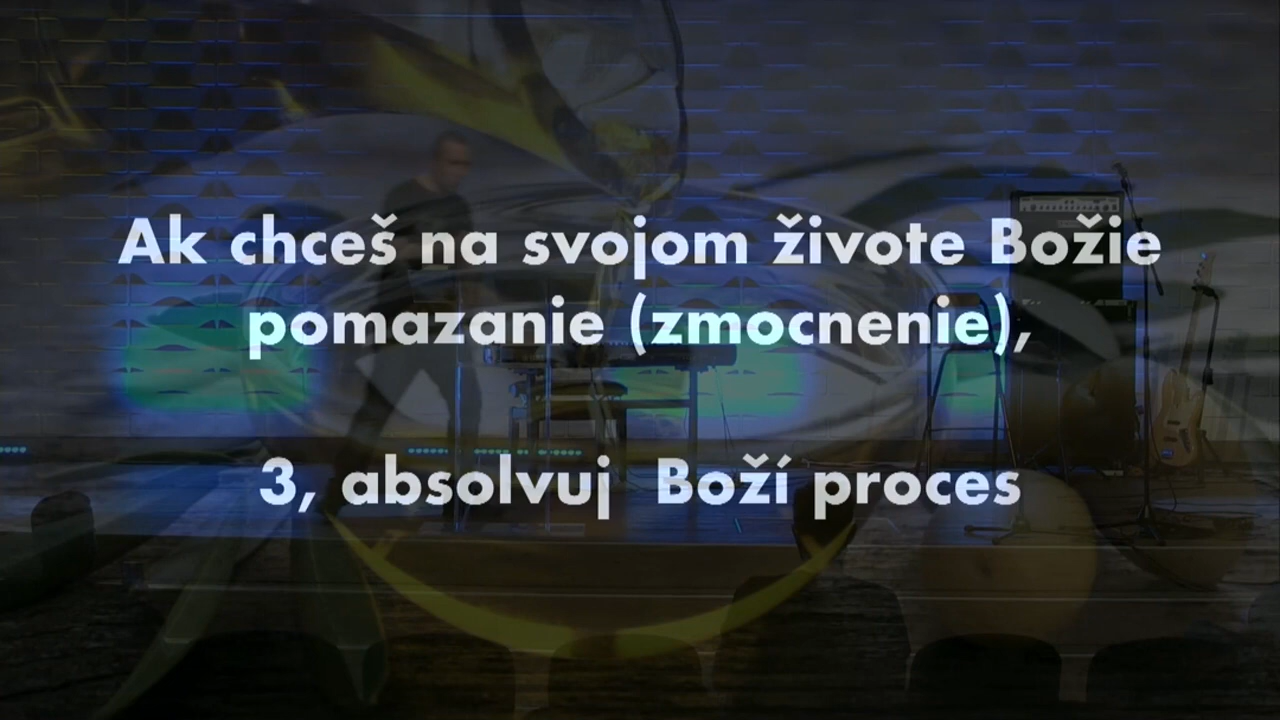 Ak chceš na svojom živote Božie
pomazanie (zmocnenie),
3, absolvuj  Boží proces